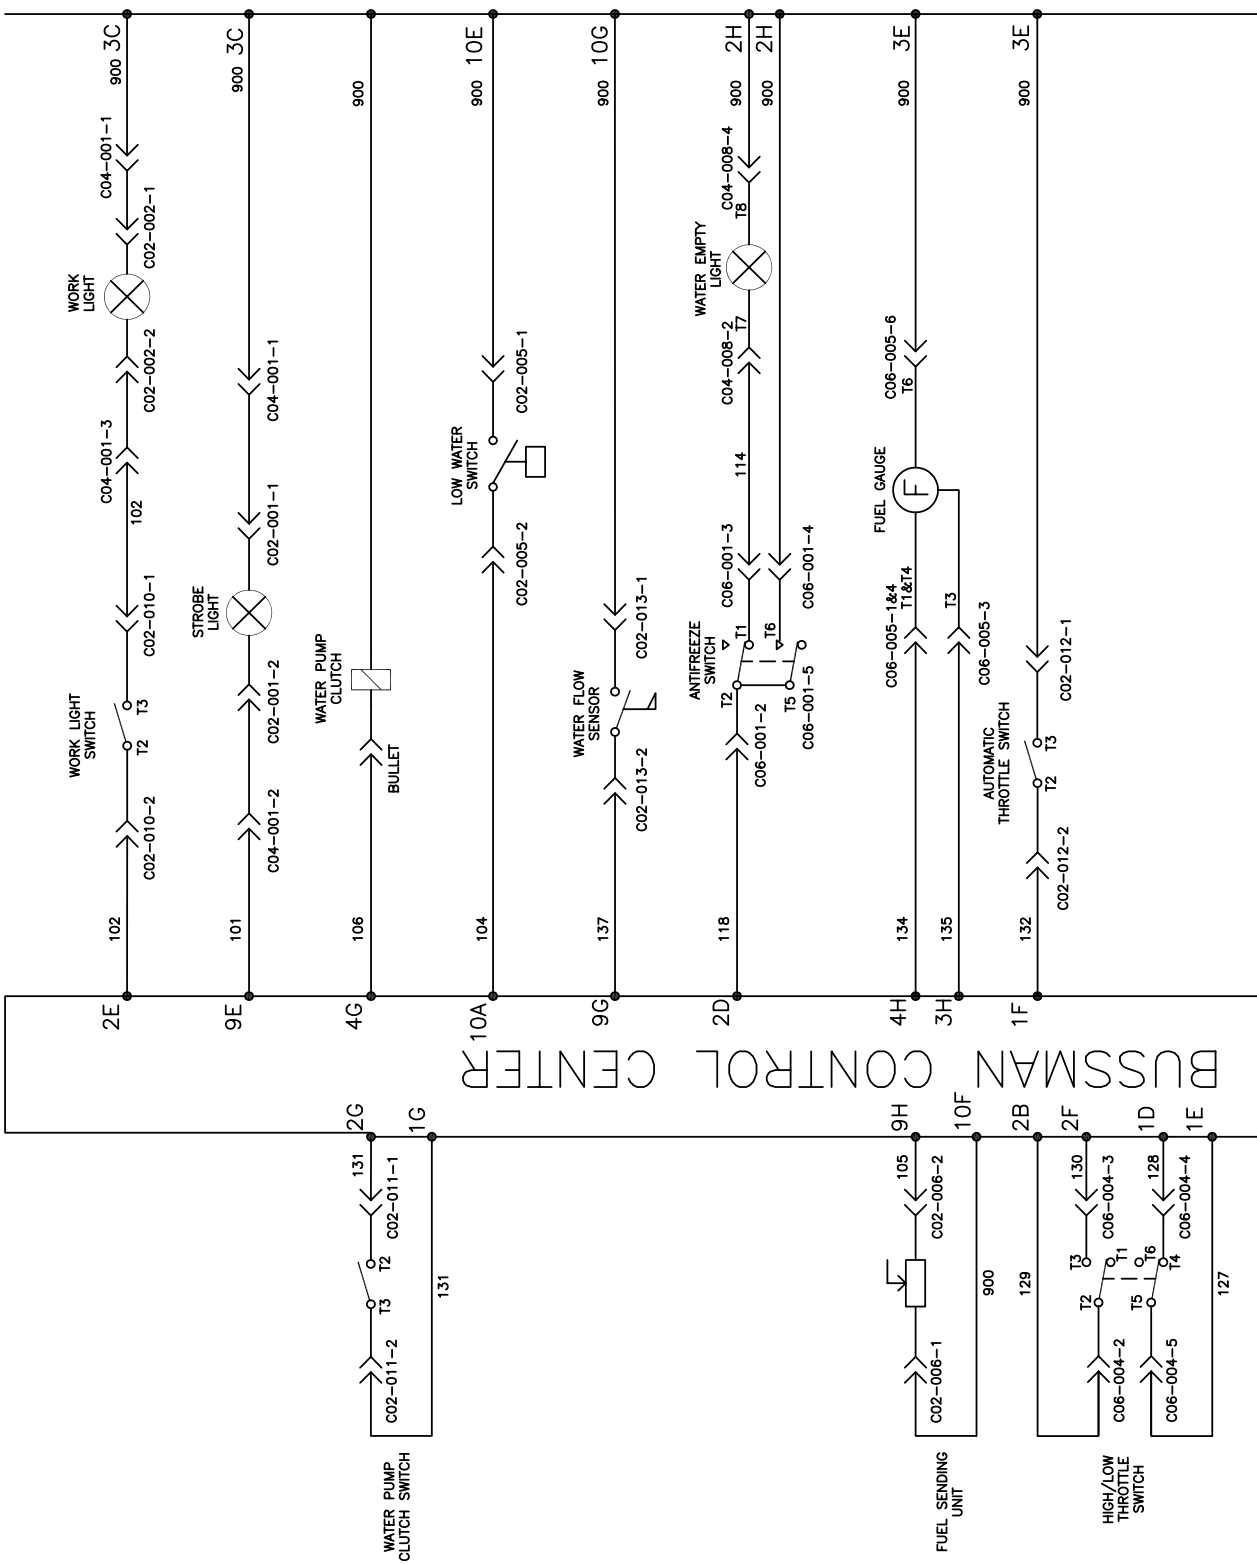 3C
900
C04-001-1
C02-002-1
WORK
LIGHT
C02-002-2
C04-001-3
102
C02-010-1
WORK LIGHT
SWITCH
T3
T2
C02-010-2
102
2E
3C
900
C04-001-1
C02-001-1
STROBE
LIGHT
C02-001-2
C04-001-2
101
9E
900
WATER PUMP
CLUTCH
BULLET
106
4G
10E
900
C02-005-1
LOW WATER
SWITCH
C02-005-2
104
10A
10G
900
C02-013-1
WATER FLOW
SENSOR
C02-013-2
137
9G
2H
2H
900
900
C04-008-4
T8
WATER EMPTY
LIGHT
T7
C04-008-2
114
C06-001-3
C06-001-4
ANTIFREEZE
SWITCH
T1
T6
T2
T5
C06-001-2
C06-001-5
118
2D
3E
900
C06-005-6
T6
FUEL GAUGE
F
C06-005-1&4
T1&T4
T3
C06-005-3
134
135
4H
3H
3E
900
C02-012-1
AUTOMATIC
THROTTLE SWITCH
T3
T2
C02-012-2
132
1F
BUSSMAN CONTROL CENTER
2G
1G
131
C02-011-1
T2
T3
C02-011-2
131
WATER PUMP
CLUTCH SWITCH
9H
10F
105
C02-006-2
900
C02-006-1
FUEL SENDING
UNIT
2B
2F
1D
1E
130
C06-004-3
128
C06-004-4
T3
T1
T6
T4
T2
T5
129
127
C06-004-2
C06-004-5
HIGH/LOW
THROTTLE
SWITCH